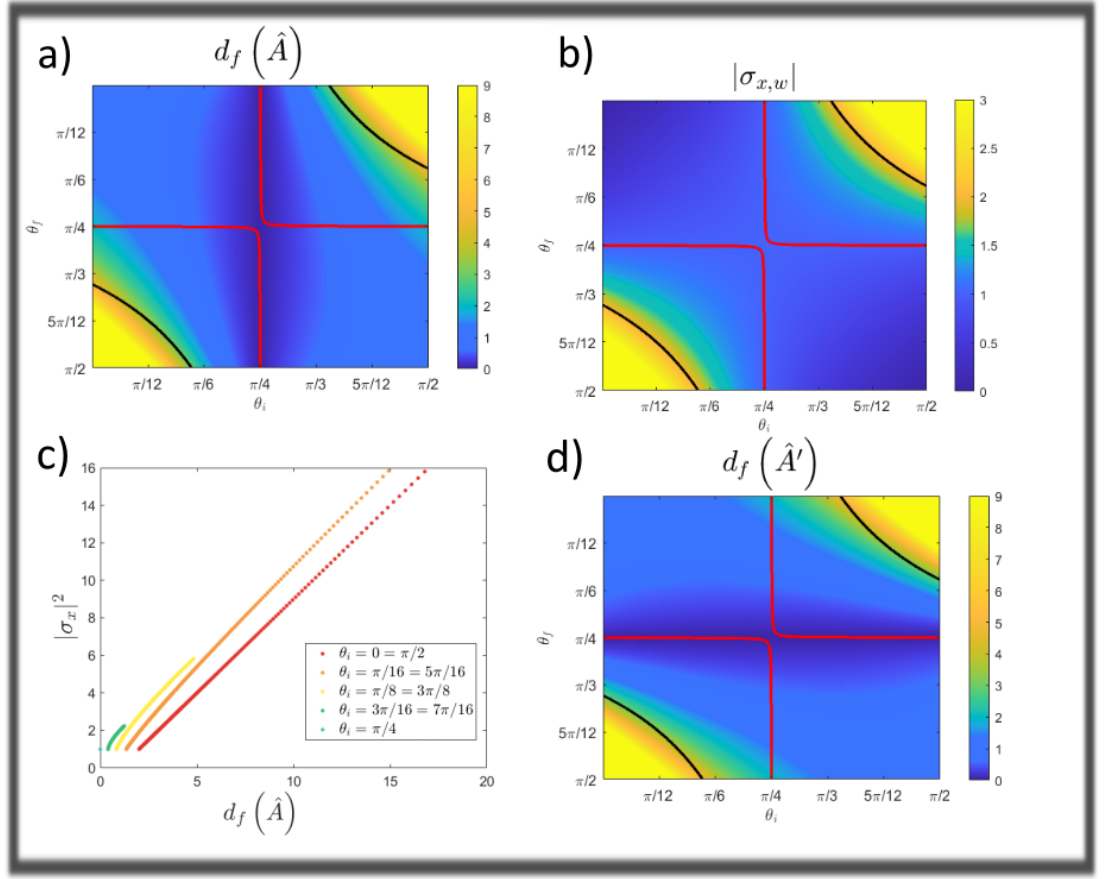 a)
d_f (Â)
θ_f
π/12
π/6
π/4
π/3
5π/12
π/2
π/12
π/6
π/4
π/3
5π/12
π/2
θ_i
9
8
7
6
5
4
3
2
1
0
b)
|σ_{x,w}|
θ_f
π/12
π/6
π/4
π/3
5π/12
π/2
π/12
π/6
π/4
π/3
5π/12
π/2
θ_i
3
2.5
2
1.5
1
0.5
0
c)
|σ_x|²
16
14
12
10
8
6
4
2
0
0
5
10
15
20
d_f (Â)
θ_i = 0 = π/2
θ_i = π/16 = 5π/16
θ_i = π/8 = 3π/8
θ_i = 3π/16 = 7π/16
θ_i = π/4
d)
d_f (Â′)
θ_f
π/12
π/6
π/4
π/3
5π/12
π/2
π/12
π/6
π/4
π/3
5π/12
π/2
θ_i
9
8
7
6
5
4
3
2
1
0